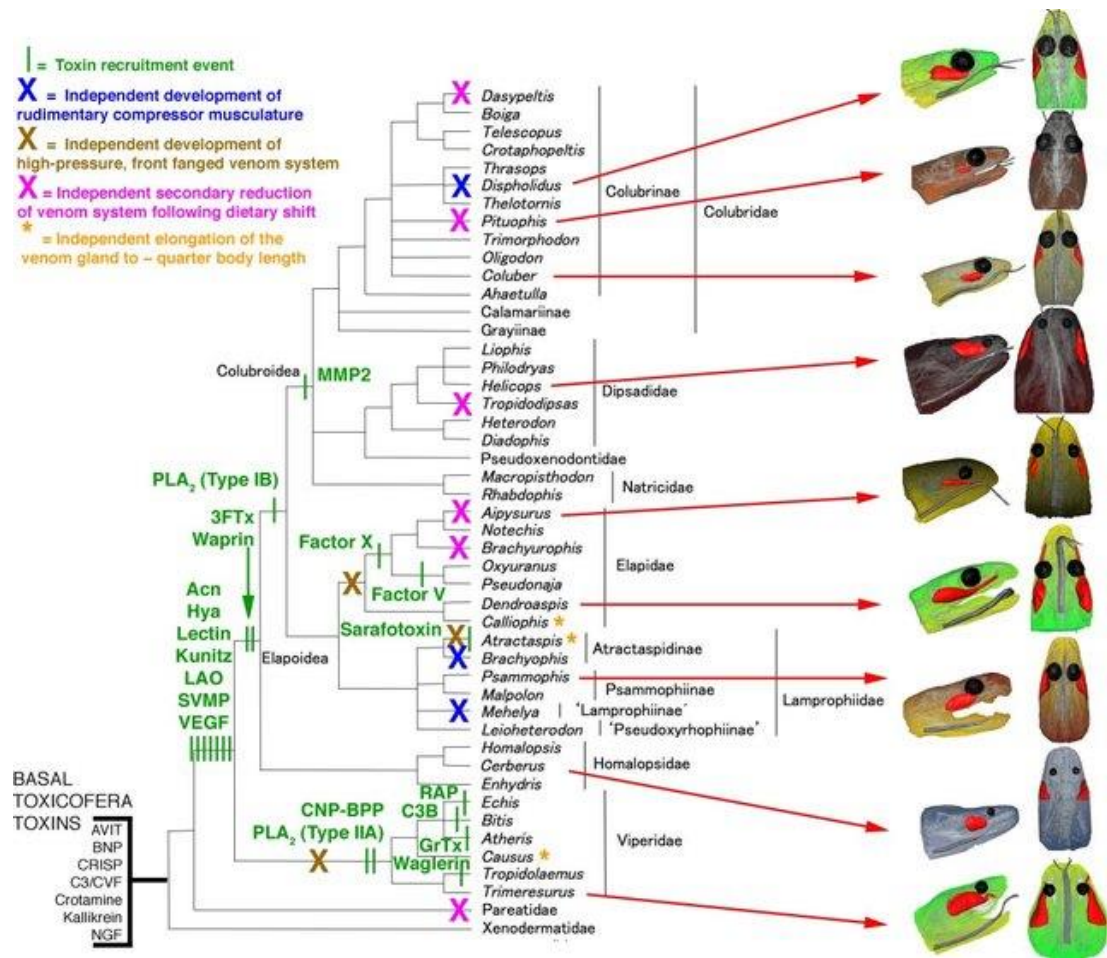 | = Toxin recruitment event
X = Independent development of
rudimentary compressor musculature
X = Independent development of
high-pressure, front fanged venom system
X = Independent secondary reduction
of venom system following dietary shift
* = Independent elongation of the
venom gland to ~ quarter body length
Dasypeltis
Boiga
Telescopus
Crotaphopeltis
Thrasops
Dispholidus
Thelotornis
Pituophis
Trimorphodon
Oligodon
Coluber
Ahaetulla
Calamariinae
Grayiinae
Colubrinae
Colubridae
Colubroidea
MMP2
Liophis
Philodryas
Helicops
Tropidodipsas
Heterodon
Diadophis
Dipsadidae
Pseudoxenodontidae
Macropisthodon
Rhabdophis
Natricidae
PLA2 (Type IB)
3FTx
Waprin
Acn
Hya
Lectin
Kunitz
LAO
SVMP
VEGF
Elapoidea
Factor X
Factor V
Sarafotoxin
Aipysurus
Notechis
Brachyurophis
Oxyuranus
Pseudonaja
Dendroaspis
Calliophis *
Elapidae
Atractaspis *
Brachyophis
Atractaspidinae
Psammophis
Malpolon
Psammophiinae
Mehelya
'Lamprophiinae'
Leioheterodon
'Pseudoxyrhophiinae'
Lamprophiidae
Homalopsis
Cerberus
Enhydris
Homalopsidae
CNP-BPP
PLA2 (Type IIA)
RAP
C3B
GrTx
Waglerin
Echis
Bitis
Atheris
Causus *
Tropidolaemus
Trimeresurus
Viperidae
Pareatidae
Xenodermatidae
BASAL
TOXICOFERA
TOXINS
AVIT
BNP
CRISP
C3/CVF
Crotamine
Kallikrein
NGF